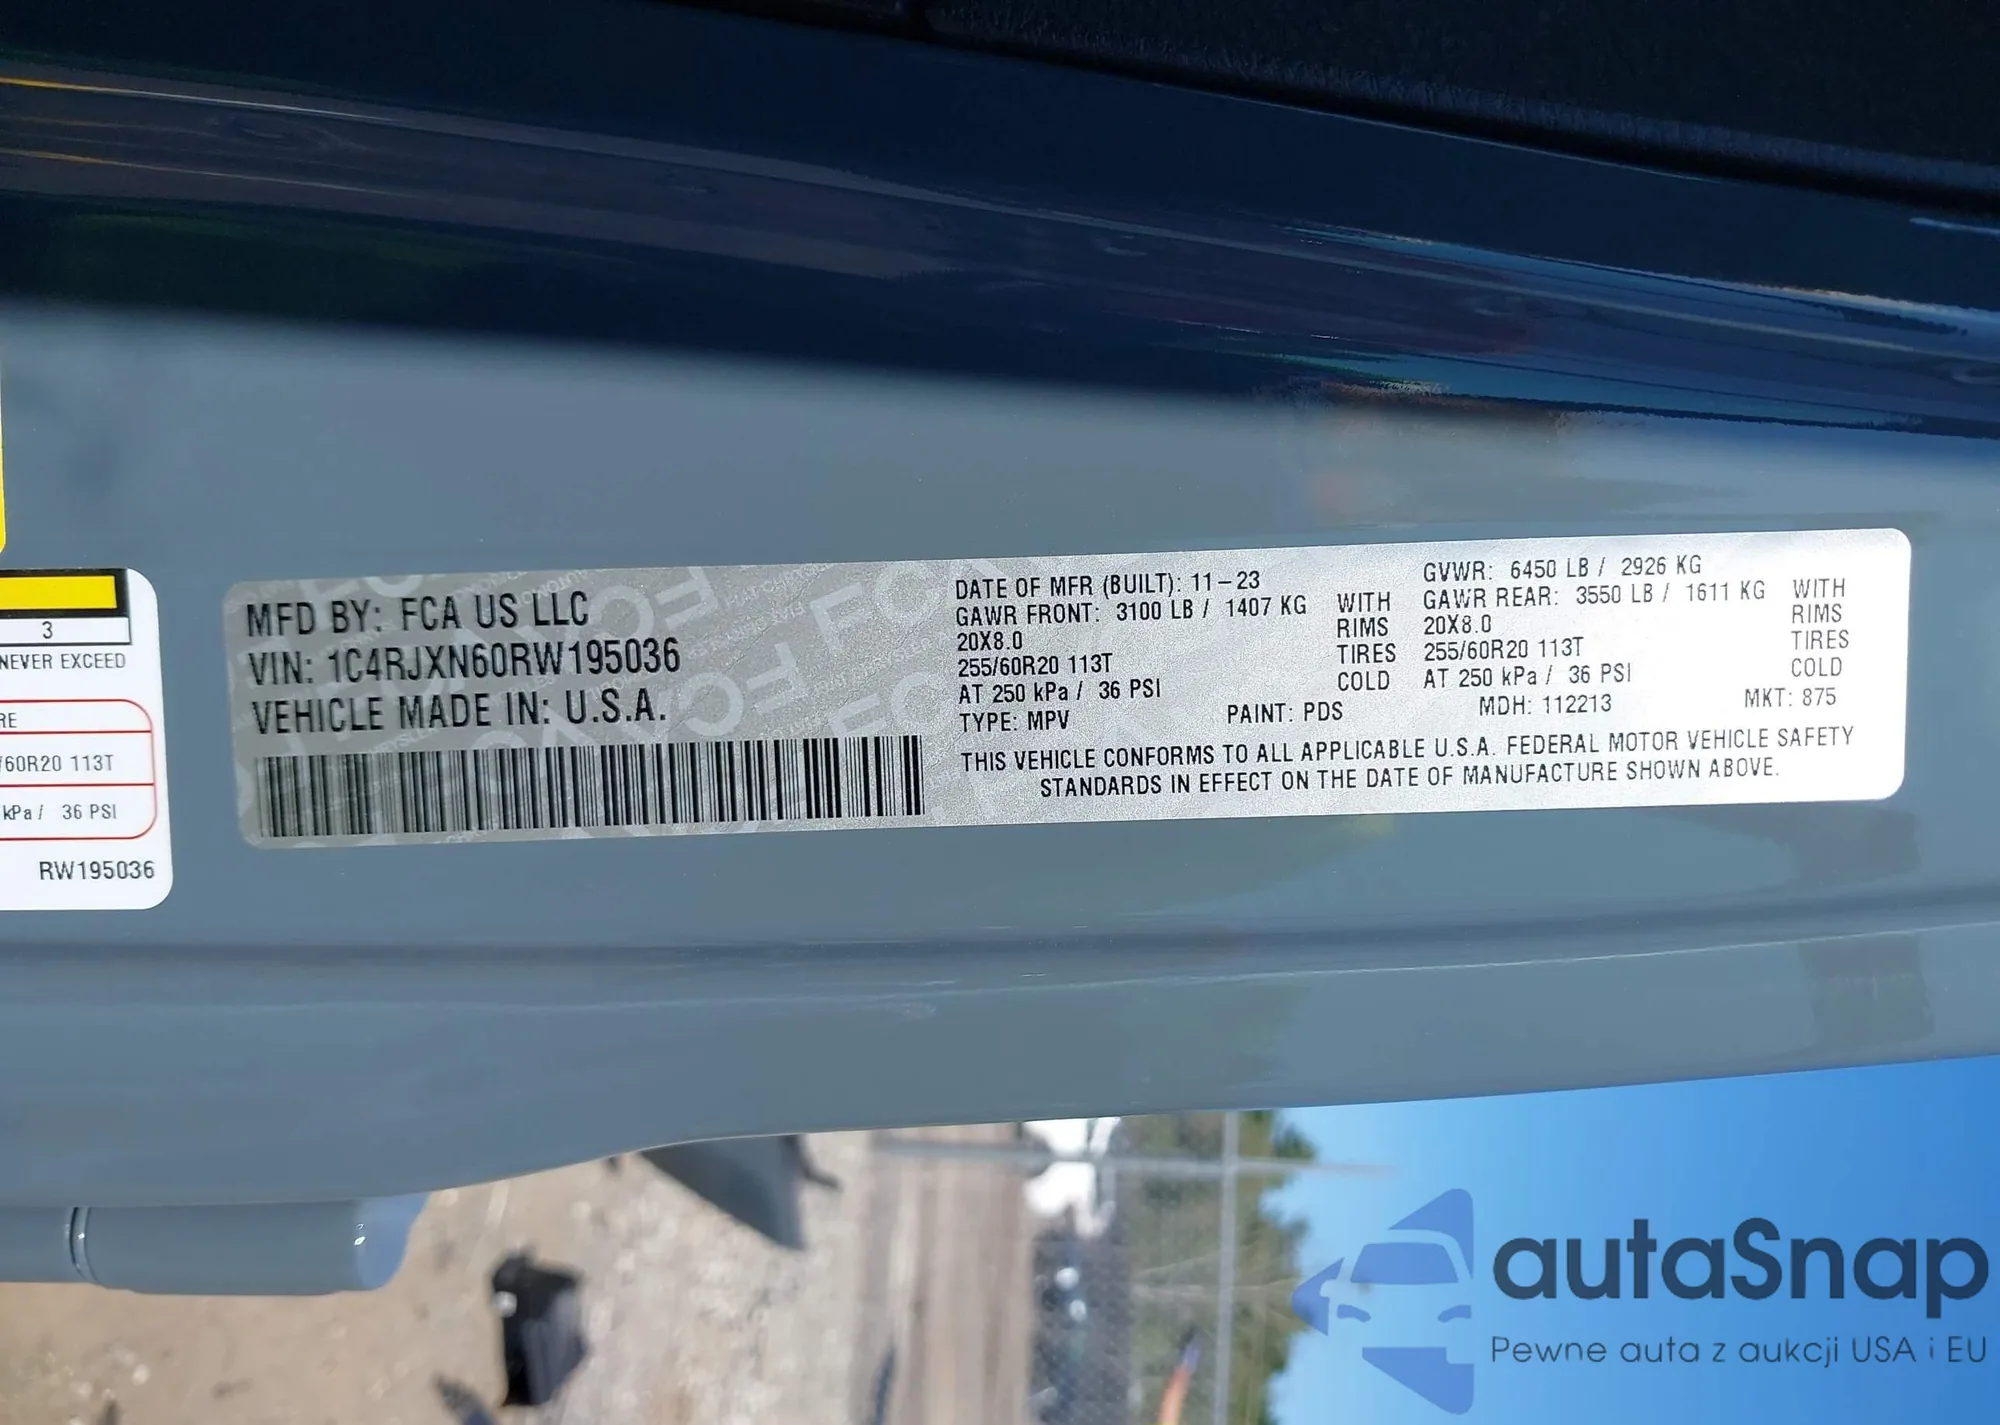 3
NEVER EXCEED
RE
/60R20 113T
kPa / 36 PSI
RW195036
MFD BY: FCA US LLC
VIN: 1C4RJXN60RW195036
VEHICLE MADE IN: U.S.A.
DATE OF MFR (BUILT): 11-23
GAWR FRONT: 3100 LB / 1407 KG WITH
20X8.0 RIMS
255/60R20 113T TIRES
AT 250 kPa / 36 PSI COLD
GVWR: 6450 LB / 2926 KG
GAWR REAR: 3550 LB / 1611 KG WITH
20X8.0 RIMS
255/60R20 113T TIRES
AT 250 kPa / 36 PSI COLD
TYPE: MPV PAINT: PDS MDH: 112213 MKT: 875
THIS VEHICLE CONFORMS TO ALL APPLICABLE U.S.A. FEDERAL MOTOR VEHICLE SAFETY
STANDARDS IN EFFECT ON THE DATE OF MANUFACTURE SHOWN ABOVE.
autaSnap
Pewne auta z aukcji USA i EU